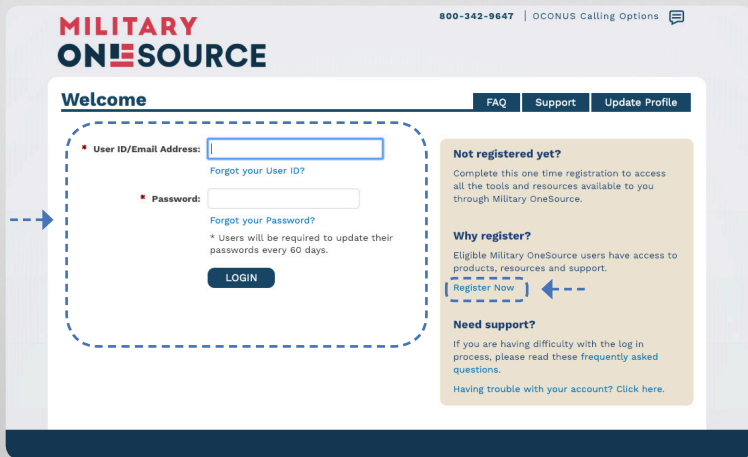 800-342-9647 | OCONUS Calling Options
MILITARY
ONESOURCE
Welcome
FAQ Support Update Profile
* User ID/Email Address:
Forgot your User ID?
* Password:
Forgot your Password?
* Users will be required to update their
passwords every 60 days.
LOGIN
Not registered yet?
Complete this one time registration to access
all the tools and resources available to you
through Military OneSource.
Why register?
Eligible Military OneSource users have access to
products, resources and support.
Register Now
Need support?
If you are having difficulty with the log in
process, please read these frequently asked
questions.
Having trouble with your account? Click here.